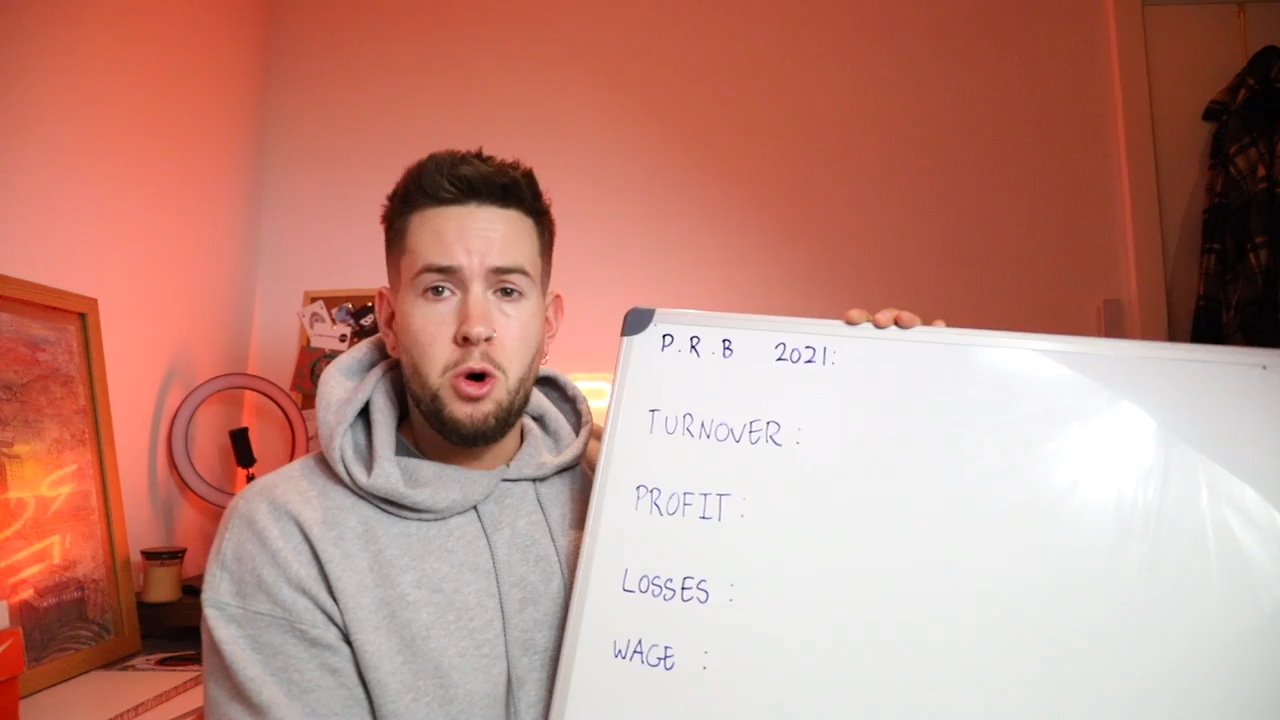 P.R.B 2021:
TURNOVER :
PROFIT :
LOSSES :
WAGE :